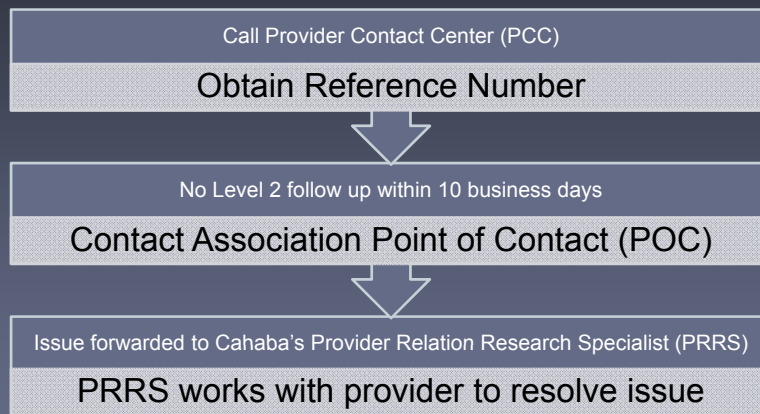 Call Provider Contact Center (PCC)
Obtain Reference Number
No Level 2 follow up within 10 business days
Contact Association Point of Contact (POC)
Issue forwarded to Cahaba’s Provider Relation Research Specialist (PRRS)
PRRS works with provider to resolve issue